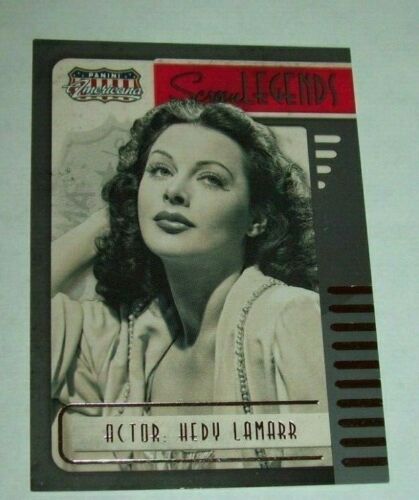 PANINI
Americana
Screen LEGENDS
ACTOR: HEDY LAMARR